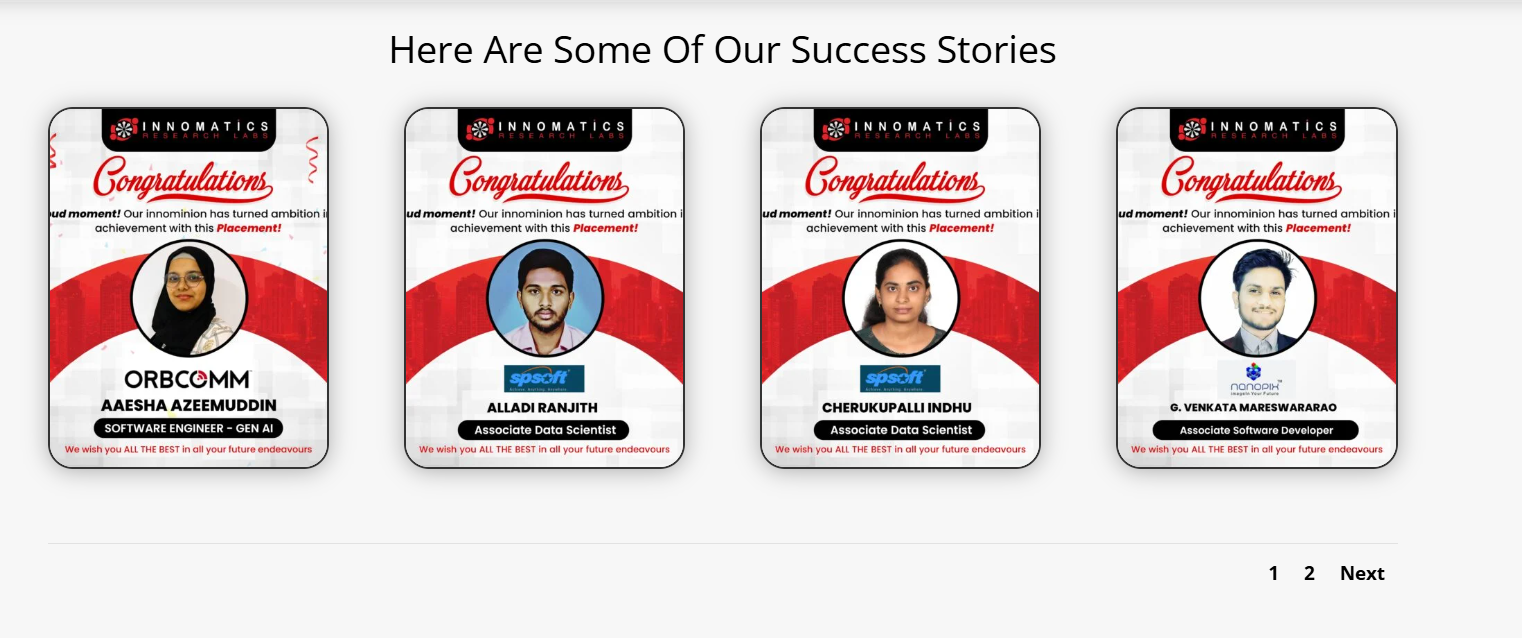 Here Are Some Of Our Success Stories
INNOMATICS
RESEARCH LABS
Congratulations
ud moment! Our innominion has turned ambition i
achievement with this Placement!
ORBCOMM
AAESHA AZEEMUDDIN
SOFTWARE ENGINEER - GEN AI
We wish you ALL THE BEST in all your future endeavours
INNOMATICS
RESEARCH LABS
Congratulations
ud moment! Our innominion has turned ambition i
achievement with this Placement!
spsoft
Achieve. Scaling. Anywhere.
ALLADI RANJITH
Associate Data Scientist
We wish you ALL THE BEST in all your future endeavours
INNOMATICS
RESEARCH LABS
Congratulations
ud moment! Our innominion has turned ambition i
achievement with this Placement!
spsoft
CHERUKUPALLI INDHU
Associate Data Scientist
We wish you ALL THE BEST in all your future endeavours
INNOMATICS
RESEARCH LABS
Congratulations
ud moment! Our innominion has turned ambition i
achievement with this Placement!
nanopix™
Imagein Your Future
G. VENKATA MARESWARARAO
Associate Software Developer
We wish you ALL THE BEST in all your future endeavours
1 2 Next